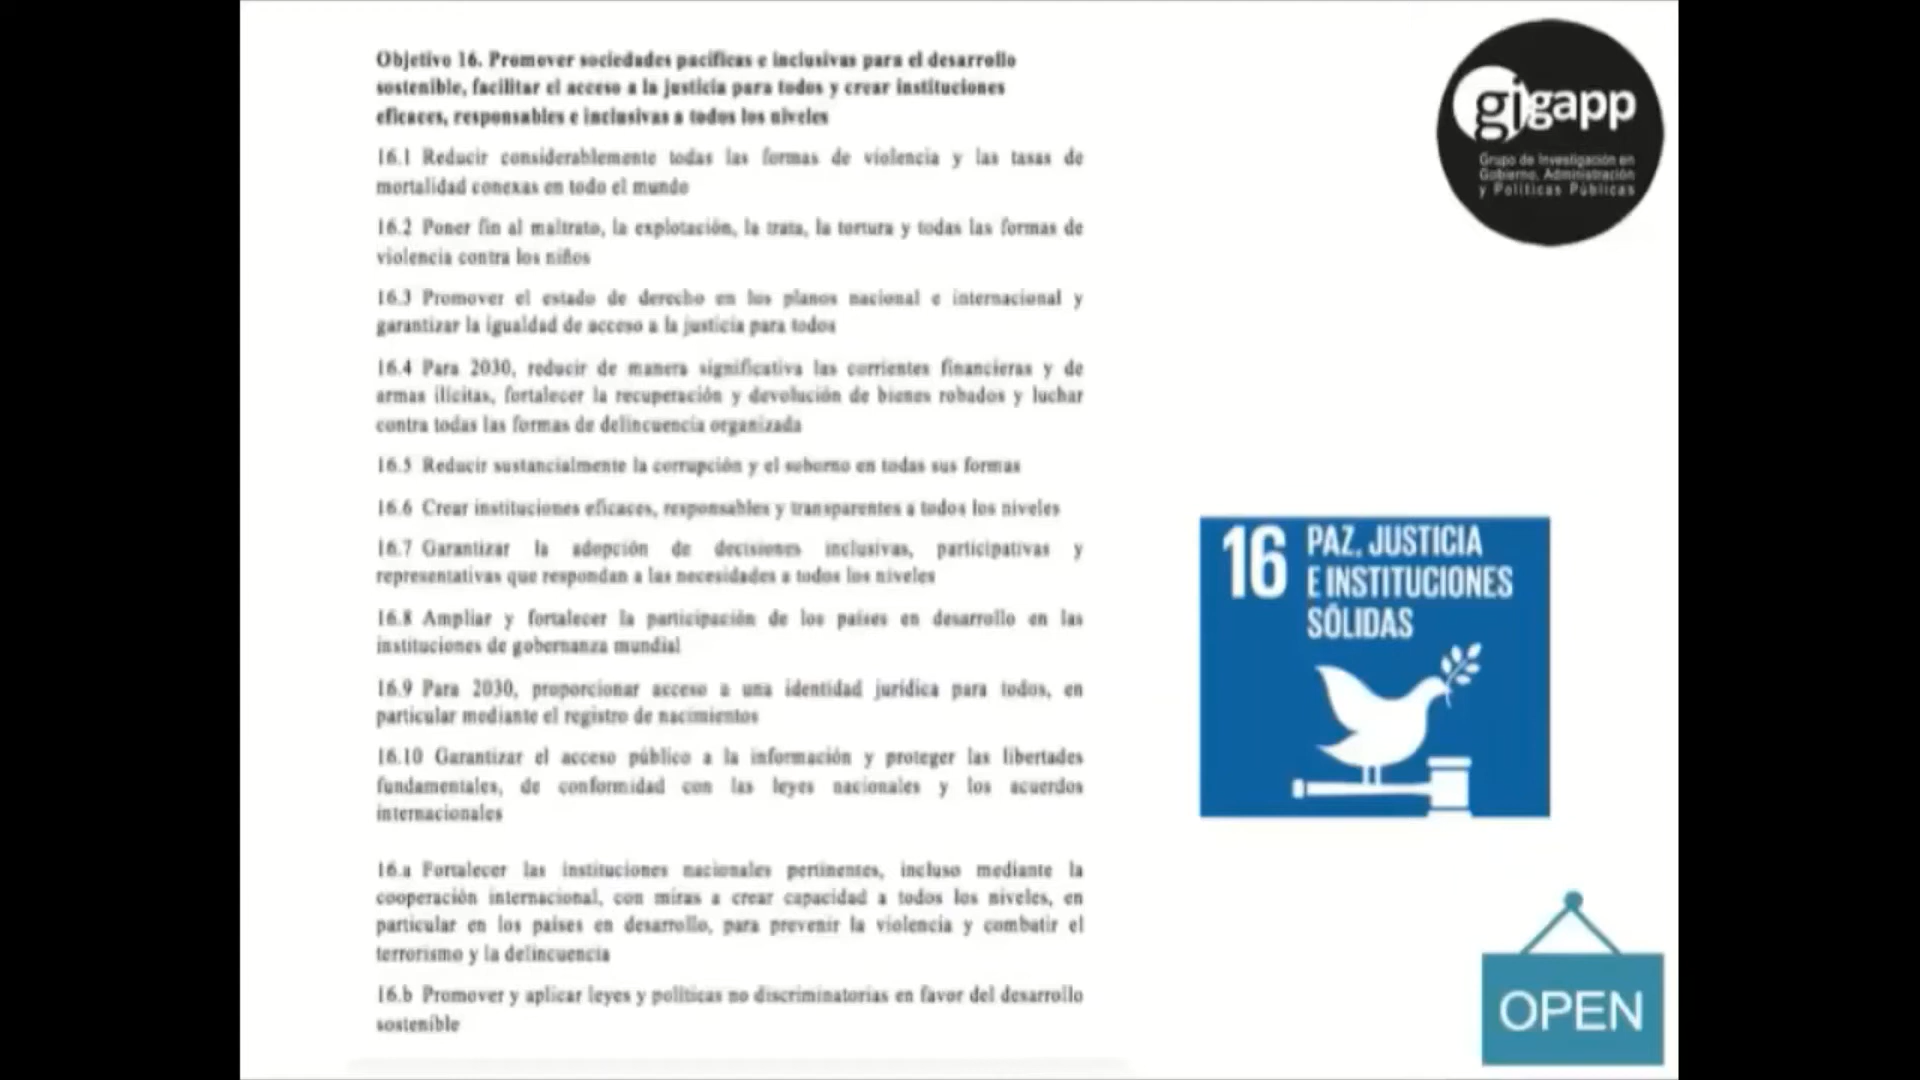 Objetivo 16. Promover sociedades pacíficas e inclusivas para el desarrollo
sostenible, facilitar el acceso a la justicia para todos y crear instituciones
eficaces, responsables e inclusivas a todos los niveles
16.1 Reducir considerablemente todas las formas de violencia y las tasas de
mortalidad conexas en todo el mundo
16.2 Poner fin al maltrato, la explotación, la trata, la tortura y todas las formas de
violencia contra los niños
16.3 Promover el estado de derecho en los planos nacional e internacional y
garantizar la igualdad de acceso a la justicia para todos
16.4 Para 2030, reducir de manera significativa las corrientes financieras y de
armas ilícitas, fortalecer la recuperación y devolución de bienes robados y luchar
contra todas las formas de delincuencia organizada
16.5 Reducir sustancialmente la corrupción y el soborno en todas sus formas
16.6 Crear instituciones eficaces, responsables y transparentes a todos los niveles
16.7 Garantizar la adopción de decisiones inclusivas, participativas y
representativas que respondan a las necesidades a todos los niveles
16.8 Ampliar y fortalecer la participación de los países en desarrollo en las
instituciones de gobernanza mundial
16.9 Para 2030, proporcionar acceso a una identidad jurídica para todos, en
particular mediante el registro de nacimientos
16.10 Garantizar el acceso público a la información y proteger las libertades
fundamentales, de conformidad con las leyes nacionales y los acuerdos
internacionales
16.a Fortalecer las instituciones nacionales pertinentes, incluso mediante la
cooperación internacional, con miras a crear capacidad a todos los niveles, en
particular en los países en desarrollo, para prevenir la violencia y combatir el
terrorismo y la delincuencia
16.b Promover y aplicar leyes y políticas no discriminatorias en favor del desarrollo
sostenible
gigapp
Grupo de Investigación en
Gobierno, Administración
y Políticas Públicas
16 PAZ, JUSTICIA
E INSTITUCIONES
SÓLIDAS
OPEN